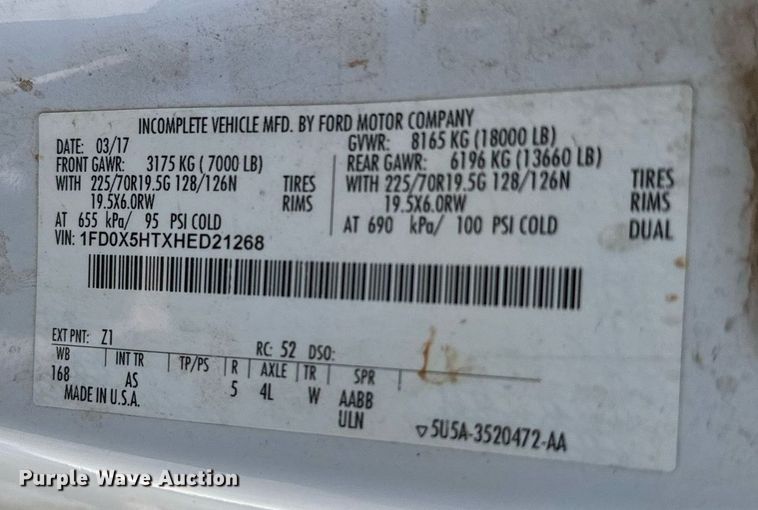 INCOMPLETE VEHICLE MFD. BY FORD MOTOR COMPANY
DATE: 03/17 GVWR: 8165 KG (18000 LB)
FRONT GAWR: 3175 KG ( 7000 LB) REAR GAWR: 6196 KG (13660 LB)
WITH 225/70R19.5G 128/126N TIRES WITH 225/70R19.5G 128/126N TIRES
19.5X6.0RW RIMS 19.5X6.0RW RIMS
AT 655 kPa/ 95 PSI COLD AT 690 kPa/ 100 PSI COLD DUAL
VIN: 1FD0X5HTXHED21268
EXT PNT: Z1 RC: 52 DSO:
WB INT TR TP/PS R AXLE TR SPR
168 AS 5 4L W AABB
MADE IN U.S.A. ULN
5U5A-3520472-AA
Purple Wave Auction